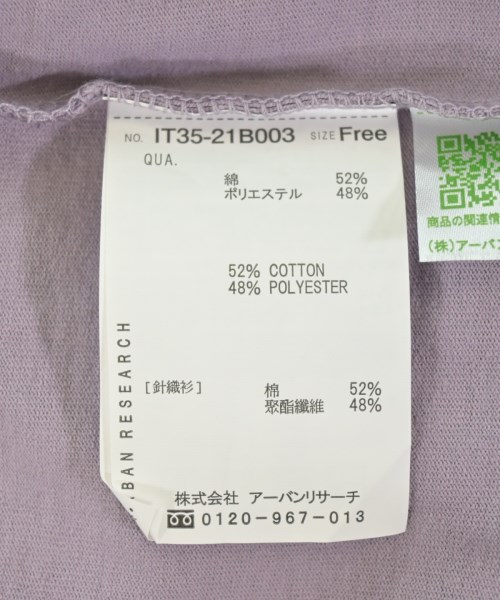 NO. IT35-21B003 SIZE Free
QUA.
綿 52%
ポリエステル 48%
52% COTTON
48% POLYESTER
[針織衫] 棉 52%
聚酯纖維 48%
株式会社 アーバンリサーチ
0120-967-013
BAN RESEARCH
商品の関連情
(株)アーバン